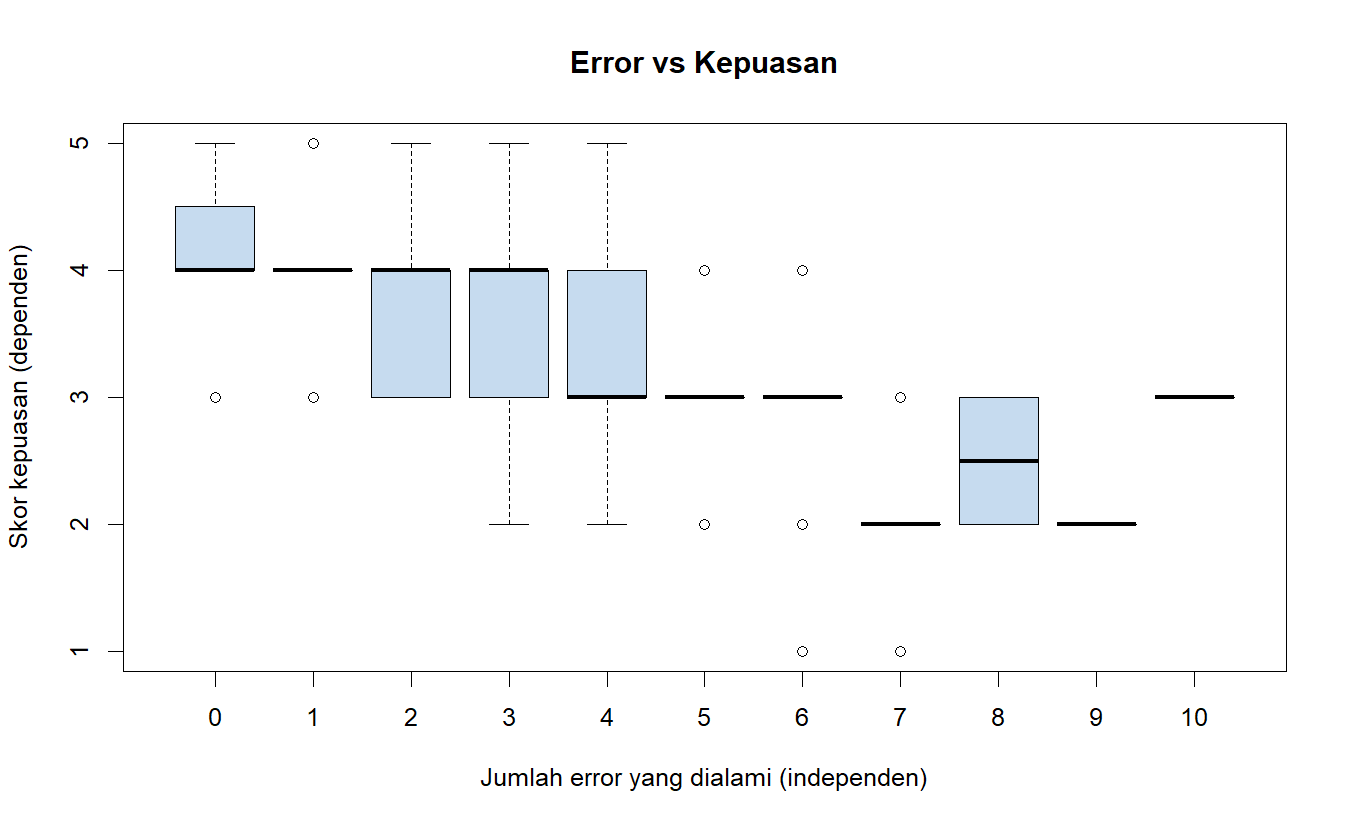 Error vs Kepuasan
Skor kepuasan (dependen)
5
4
3
2
1
0 1 2 3 4 5 6 7 8 9 10
Jumlah error yang dialami (independen)